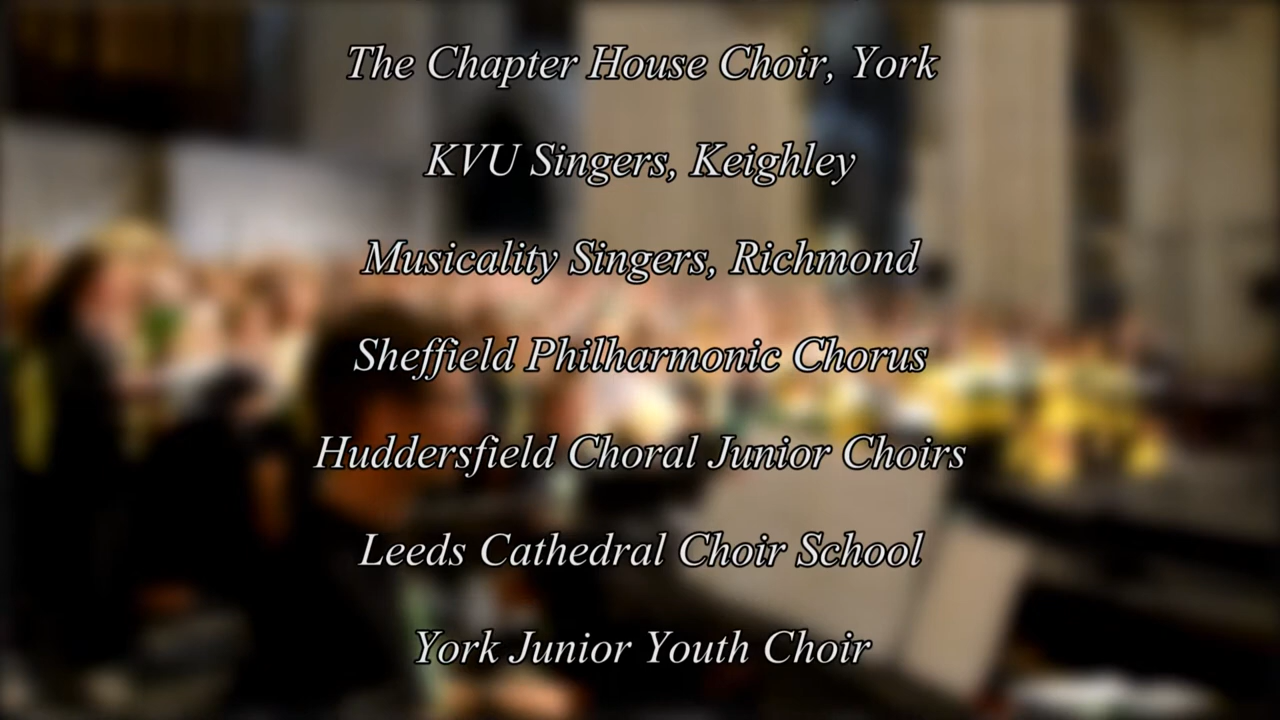 The Chapter House Choir, York
KVU Singers, Keighley
Musicality Singers, Richmond
Sheffield Philharmonic Chorus
Huddersfield Choral Junior Choirs
Leeds Cathedral Choir School
York Junior Youth Choir